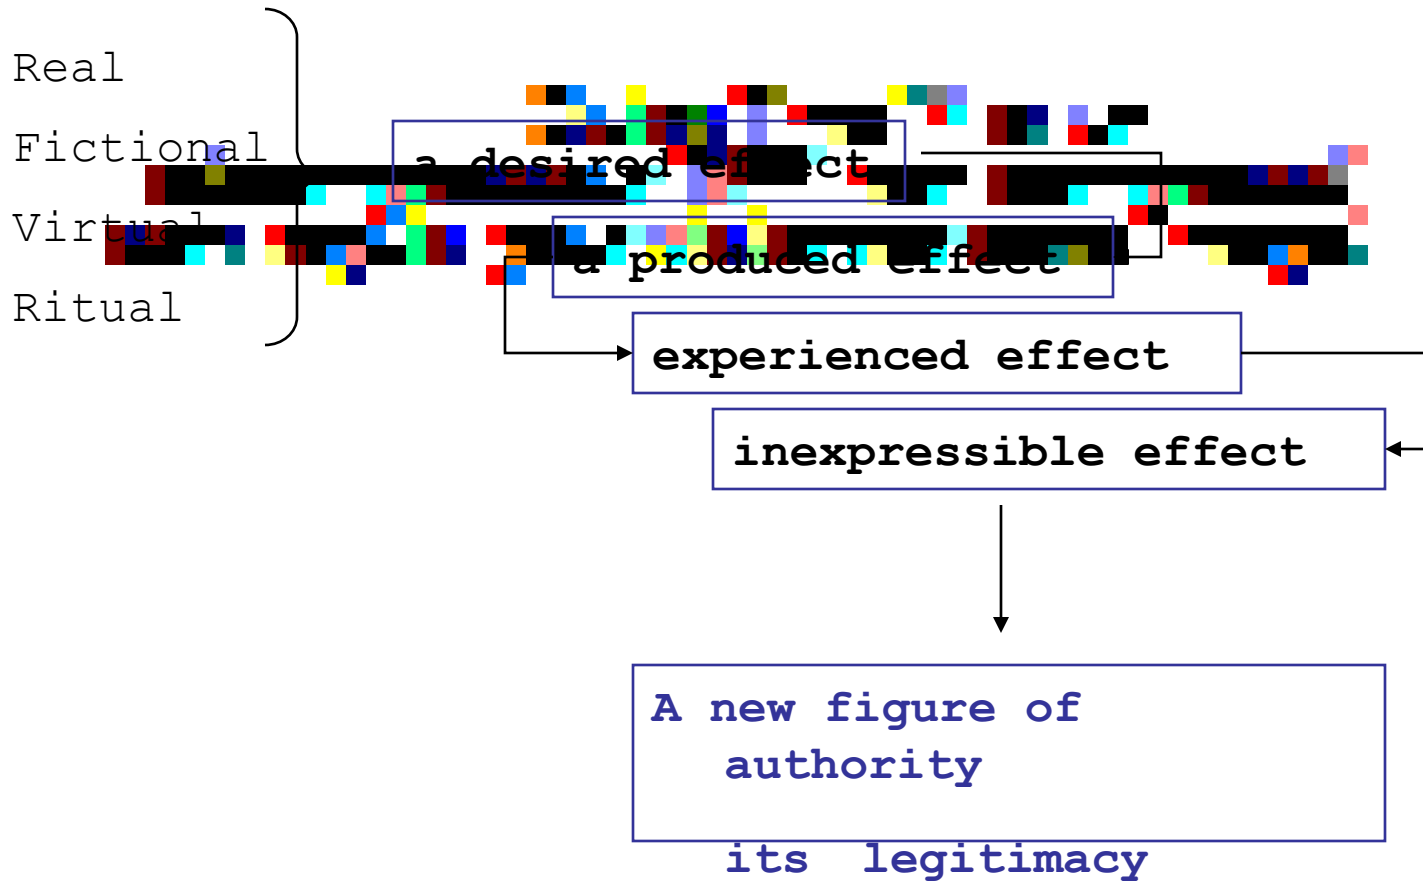 Real
Fictional
a desired effect
Virtual
a produced effect
Ritual
experienced effect
inexpressible effect
A new figure of
authority
its legitimacy